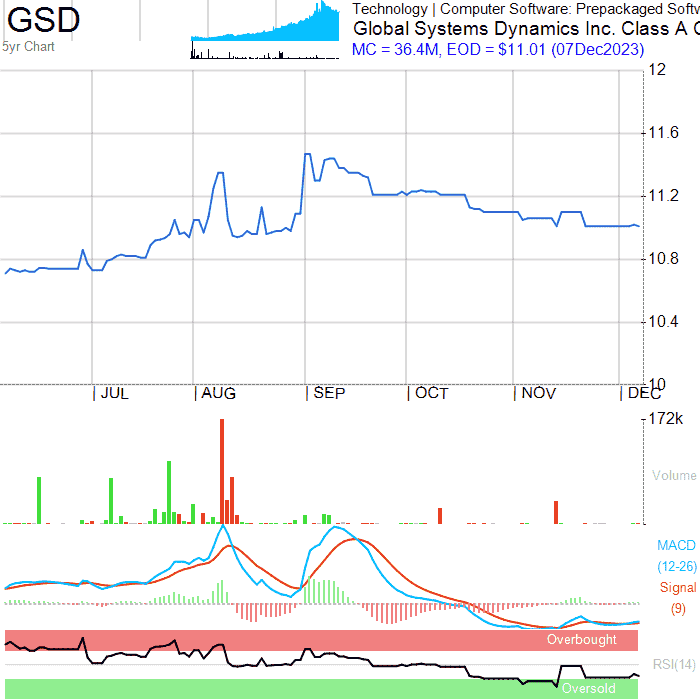 GSD
5yr Chart
Technology | Computer Software: Prepackaged Softw
Global Systems Dynamics Inc. Class A C
MC = 36.4M, EOD = $11.01 (07Dec2023)
12
11.6
11.2
10.8
10.4
10
JUL AUG SEP OCT NOV DEC
172k
Volume
MACD
(12-26)
Signal
(9)
Overbought
RSI(14)
Oversold